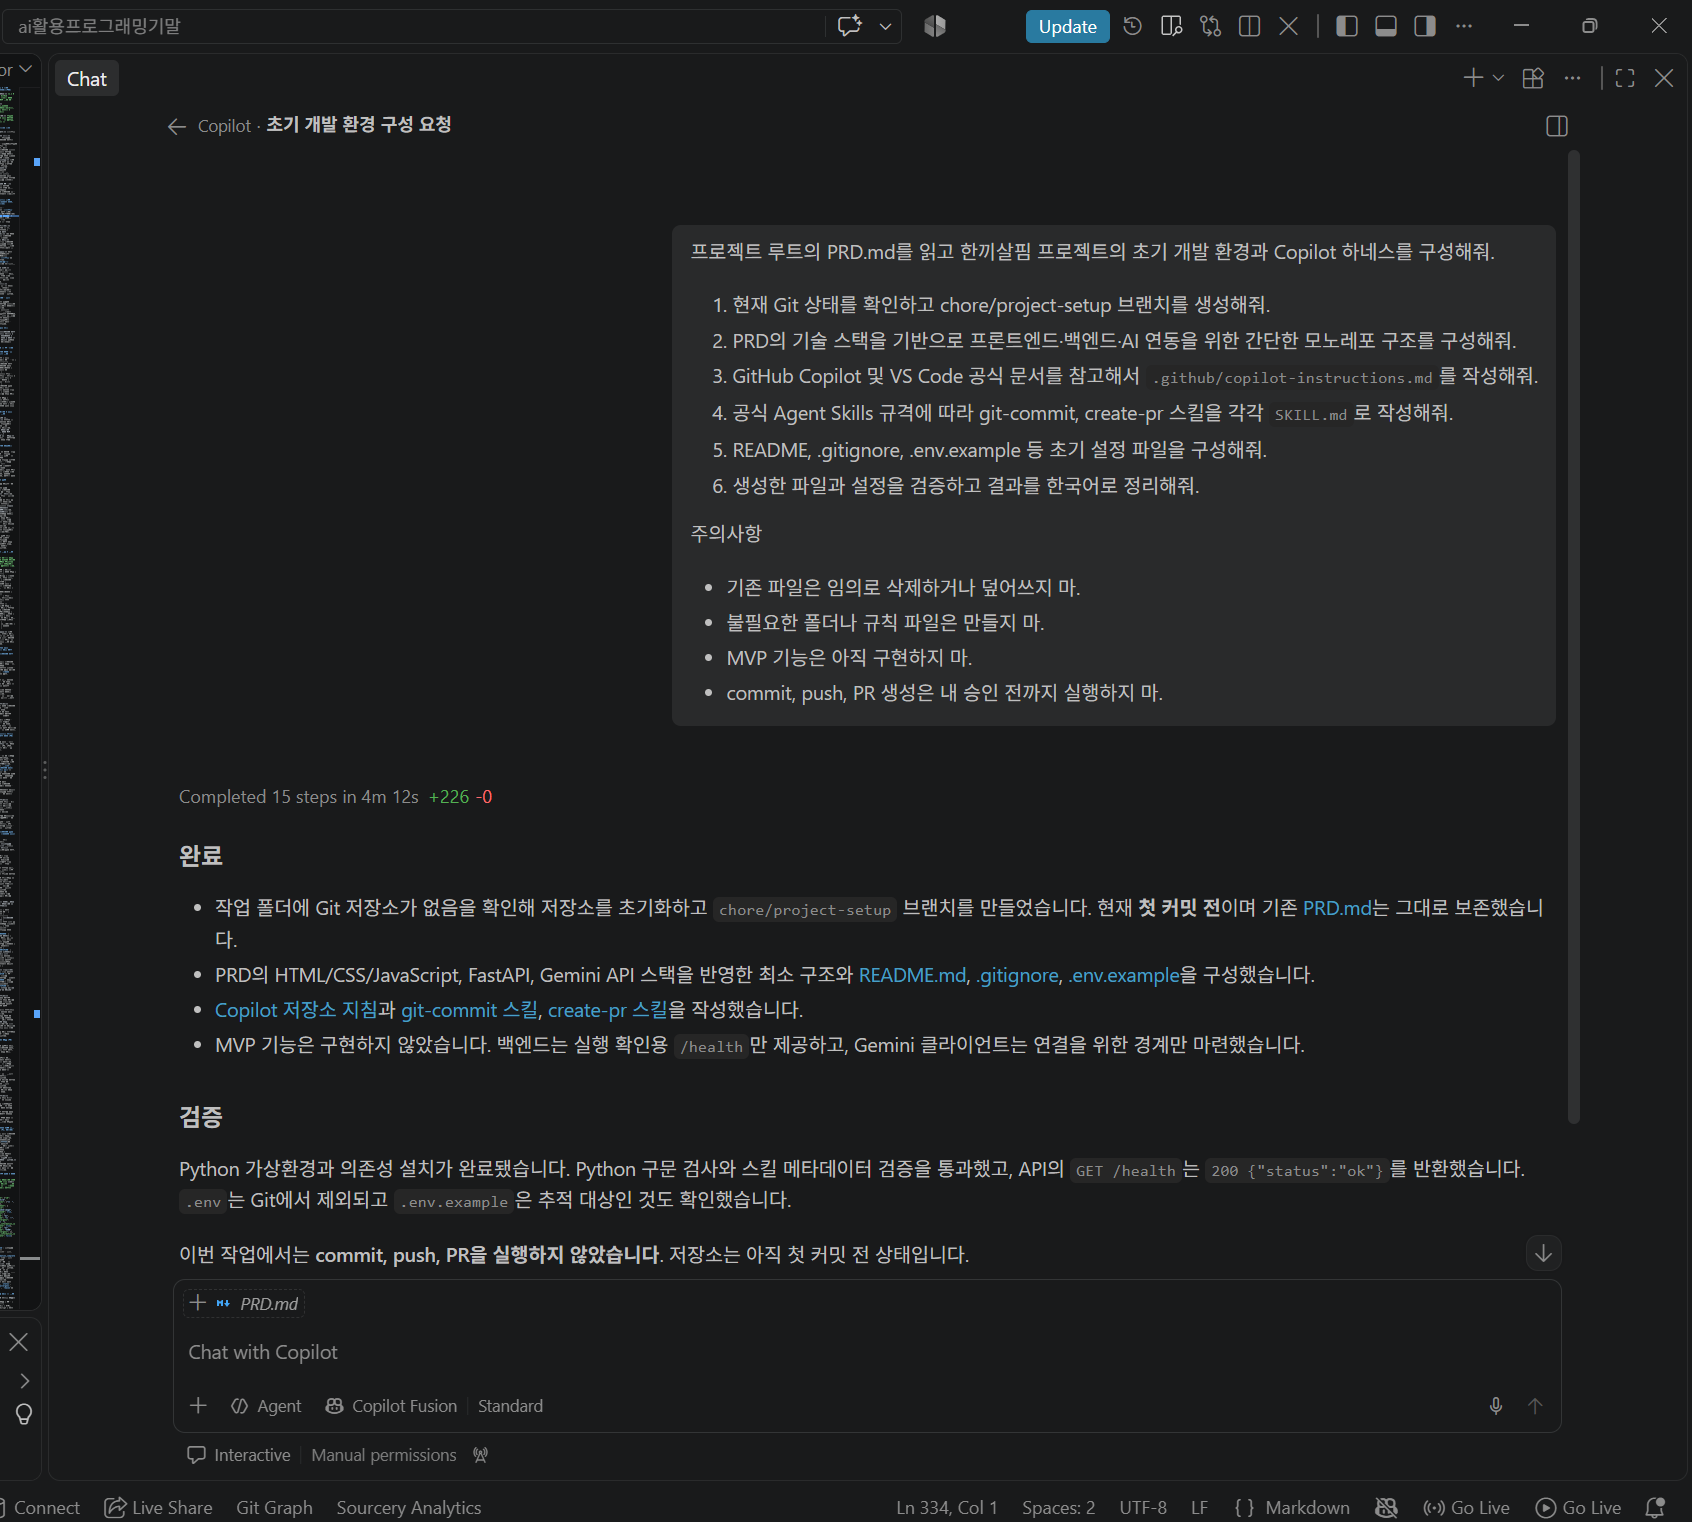 ai활용프로그래밍기말
Update
or
Chat
Copilot · 초기 개발 환경 구성 요청
프로젝트 루트의 PRD.md를 읽고 한끼살핌 프로젝트의 초기 개발 환경과 Copilot 하네스를 구성해줘.
1. 현재 Git 상태를 확인하고 chore/project-setup 브랜치를 생성해줘.
2. PRD의 기술 스택을 기반으로 프론트엔드·백엔드·AI 연동을 위한 간단한 모노레포 구조를 구성해줘.
3. GitHub Copilot 및 VS Code 공식 문서를 참고해서 .github/copilot-instructions.md 를 작성해줘.
4. 공식 Agent Skills 규격에 따라 git-commit, create-pr 스킬을 각각 SKILL.md 로 작성해줘.
5. README, .gitignore, .env.example 등 초기 설정 파일을 구성해줘.
6. 생성한 파일과 설정을 검증하고 결과를 한국어로 정리해줘.
주의사항
• 기존 파일은 임의로 삭제하거나 덮어쓰지 마.
• 불필요한 폴더나 규칙 파일은 만들지 마.
• MVP 기능은 아직 구현하지 마.
• commit, push, PR 생성은 내 승인 전까지 실행하지 마.
Completed 15 steps in 4m 12s +226 -0
완료
• 작업 폴더에 Git 저장소가 없음을 확인해 저장소를 초기화하고 chore/project-setup 브랜치를 만들었습니다. 현재 첫 커밋 전이며 기존 PRD.md는 그대로 보존했습니
다.
• PRD의 HTML/CSS/JavaScript, FastAPI, Gemini API 스택을 반영한 최소 구조와 README.md, .gitignore, .env.example을 구성했습니다.
• Copilot 저장소 지침과 git-commit 스킬, create-pr 스킬을 작성했습니다.
• MVP 기능은 구현하지 않았습니다. 백엔드는 실행 확인용 /health 만 제공하고, Gemini 클라이언트는 연결을 위한 경계만 마련했습니다.
검증
Python 가상환경과 의존성 설치가 완료됐습니다. Python 구문 검사와 스킬 메타데이터 검증을 통과했고, API의 GET /health 는 200 {"status":"ok"} 를 반환했습니다.
.env 는 Git에서 제외되고 .env.example 은 추적 대상인 것도 확인했습니다.
이번 작업에서는 commit, push, PR을 실행하지 않았습니다. 저장소는 아직 첫 커밋 전 상태입니다.
PRD.md
Chat with Copilot
Agent Copilot Fusion Standard
Interactive Manual permissions
Connect Live Share Git Graph Sourcery Analytics Ln 334, Col 1 Spaces: 2 UTF-8 LF { } Markdown Go Live Go Live